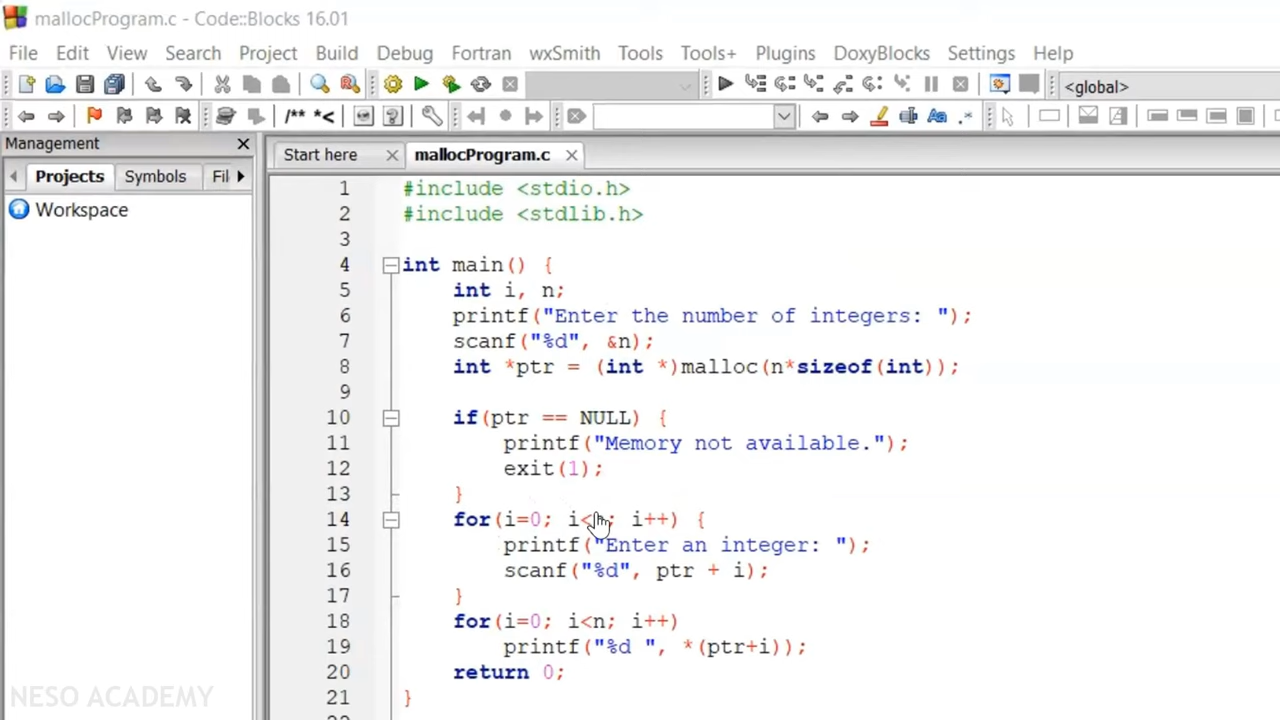 mallocProgram.c - Code::Blocks 16.01
File Edit View Search Project Build Debug Fortran wxSmith Tools Tools+ Plugins DoxyBlocks Settings Help
<global>
/** *<
Management
Start here mallocProgram.c
Projects Symbols Fil
Workspace
1 #include <stdio.h>
2 #include <stdlib.h>
3
4 int main() {
5 int i, n;
6 printf("Enter the number of integers: ");
7 scanf("%d", &n);
8 int *ptr = (int *)malloc(n*sizeof(int));
9
10 if(ptr == NULL) {
11 printf("Memory not available.");
12 exit(1);
13 }
14 for(i=0; i< ; i++) {
15 printf("Enter an integer: ");
16 scanf("%d", ptr + i);
17 }
18 for(i=0; i<n; i++)
19 printf("%d ", *(ptr+i));
20 return 0;
21 }
NESO ACADEMY